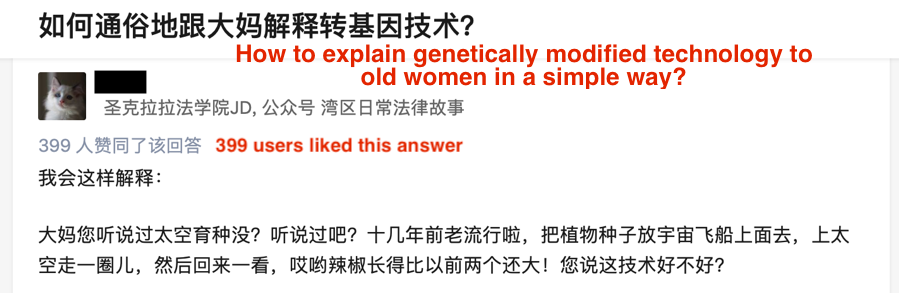 如何通俗地跟大妈解释转基因技术？
How to explain genetically modified technology to
old women in a simple way?
圣克拉拉法学院JD, 公众号 湾区日常法律故事
399 人赞同了该回答 399 users liked this answer
我会这样解释：
大妈您听说过太空育种没？听说过吧？十几年前老流行啦，把植物种子放宇宙飞船上面去，上太
空走一圈儿，然后回来一看，哎哟辣椒长得比以前两个还大！您说这技术好不好？